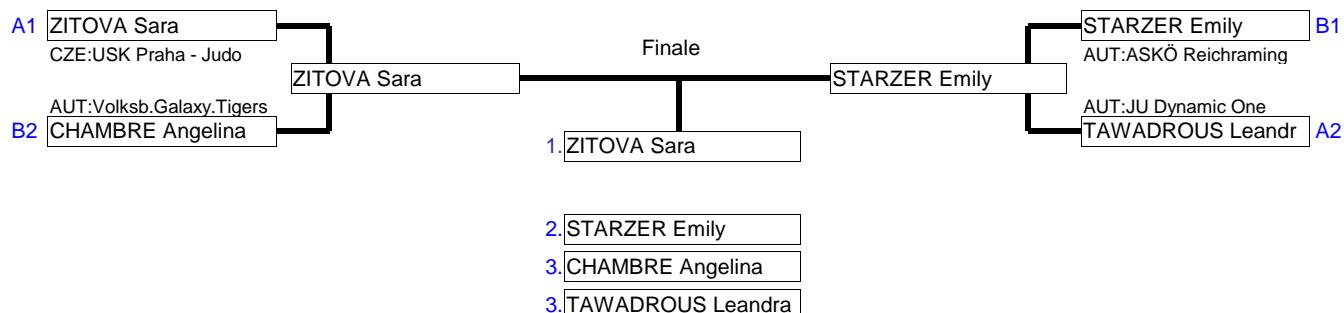 A1 ZITOVA Sara
CZE:USK Praha - Judo
ZITOVA Sara
AUT:Volksb.Galaxy.Tigers
B2 CHAMBRE Angelina
Finale
STARZER Emily B1
AUT:ASKÖ Reichraming
STARZER Emily
AUT:JU Dynamic One
TAWADROUS Leandr A2
1. ZITOVA Sara
2. STARZER Emily
3. CHAMBRE Angelina
3. TAWADROUS Leandra